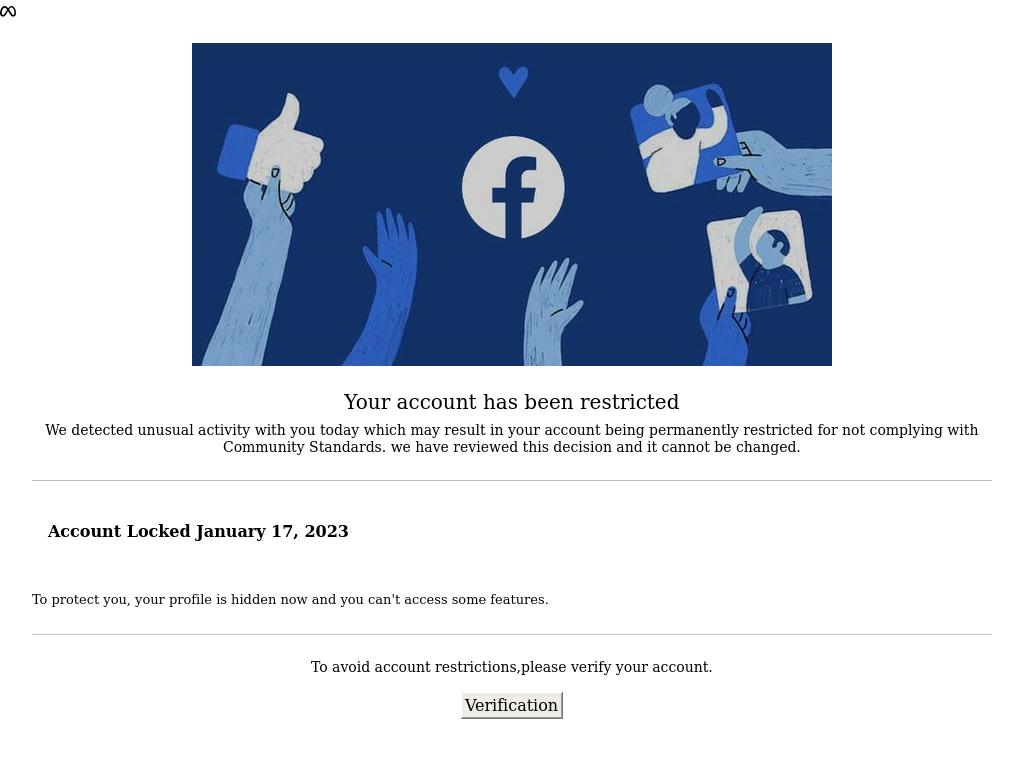 Your account has been restricted
We detected unusual activity with you today which may result in your account being permanently restricted for not complying with
Community Standards. we have reviewed this decision and it cannot be changed.
Account Locked January 17, 2023
To protect you, your profile is hidden now and you can't access some features.
To avoid account restrictions,please verify your account.
Verification